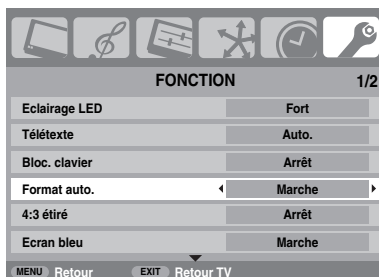 FONCTION 1/2
Eclairage LED Fort
Télétexte Auto.
Bloc. clavier Arrêt
Format auto. Marche
4:3 étiré Arrêt
Ecran bleu Marche
MENU Retour EXIT Retour TV